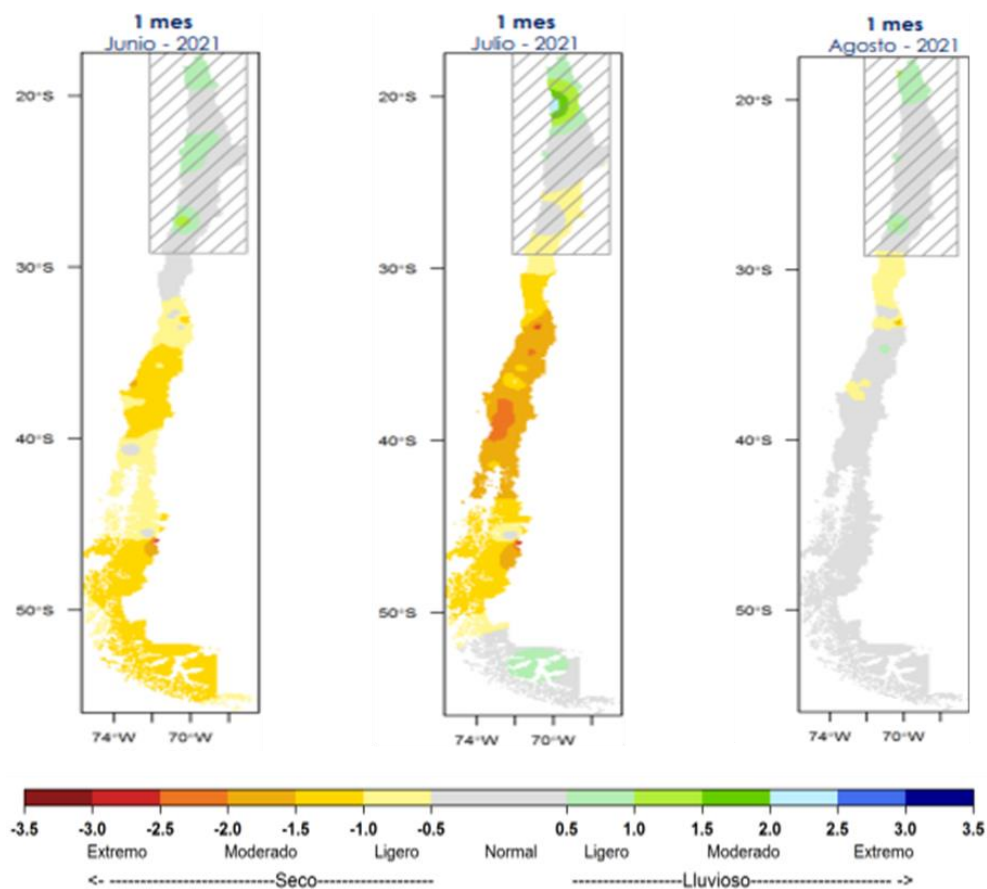 1 mes
Junio - 2021
20°S
30°S
40°S
50°S
74°W 70°W
1 mes
Julio - 2021
20°S
30°S
40°S
50°S
74°W 70°W
1 mes
Agosto - 2021
20°S
30°S
40°S
50°S
74°W 70°W
-3.5 -3.0 -2.5 -2.0 -1.5 -1.0 -0.5 0.5 1.0 1.5 2.0 2.5 3.0 3.5
Extremo Moderado Ligero Normal Ligero Moderado Extremo
<- --------------------Seco------------------- -------------------Lluvioso------------------- ->